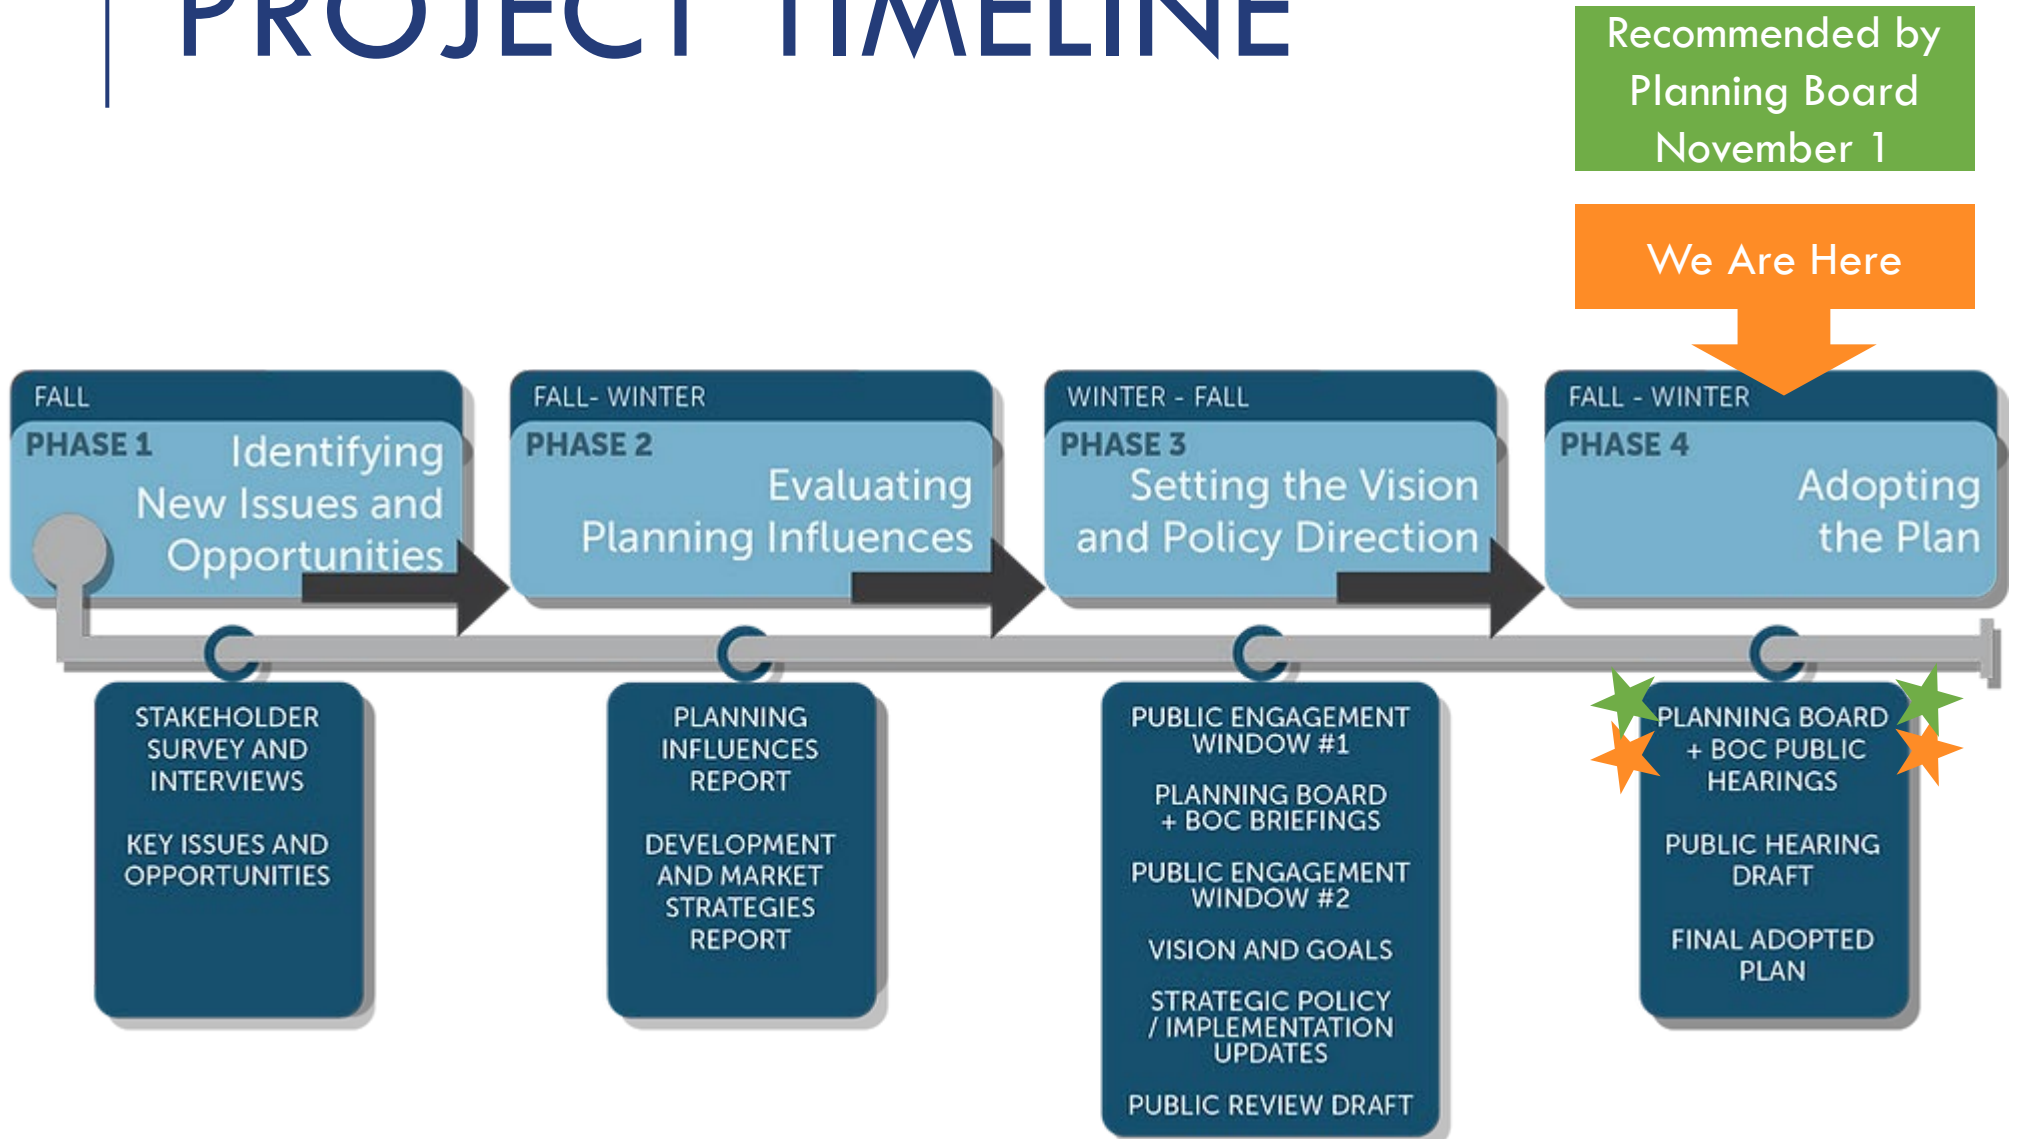 PROJECT TIMELINE
Recommended by
Planning Board
November 1
We Are Here
FALL
PHASE 1
Identifying
New Issues and
Opportunities
FALL- WINTER
PHASE 2
Evaluating
Planning Influences
WINTER - FALL
PHASE 3
Setting the Vision
and Policy Direction
FALL - WINTER
PHASE 4
Adopting
the Plan
STAKEHOLDER
SURVEY AND
INTERVIEWS
KEY ISSUES AND
OPPORTUNITIES
PLANNING
INFLUENCES
REPORT
DEVELOPMENT
AND MARKET
STRATEGIES
REPORT
PUBLIC ENGAGEMENT
WINDOW #1
PLANNING BOARD
+ BOC BRIEFINGS
PUBLIC ENGAGEMENT
WINDOW #2
VISION AND GOALS
STRATEGIC POLICY
/ IMPLEMENTATION
UPDATES
PUBLIC REVIEW DRAFT
PLANNING BOARD
+ BOC PUBLIC
HEARINGS
PUBLIC HEARING
DRAFT
FINAL ADOPTED
PLAN